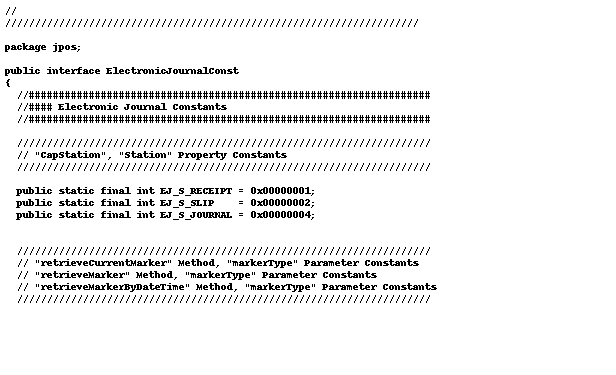 //
//////////////////////////////////////////////////////////////////////

package jpos;

public interface ElectronicJournalConst
{
  //###################################################################
  //#### Electronic Journal Constants
  //###################################################################

  /////////////////////////////////////////////////////////////////////
  // "CapStation", "Station" Property Constants
  /////////////////////////////////////////////////////////////////////

  public static final int EJ_S_RECEIPT = 0x00000001;
  public static final int EJ_S_SLIP    = 0x00000002;
  public static final int EJ_S_JOURNAL = 0x00000004;


  /////////////////////////////////////////////////////////////////////
  // "retrieveCurrentMarker" Method, "markerType" Parameter Constants
  // "retrieveMarker" Method, "markerType" Parameter Constants
  // "retrieveMarkerByDateTime" Method, "markerType" Parameter Constants
  /////////////////////////////////////////////////////////////////////